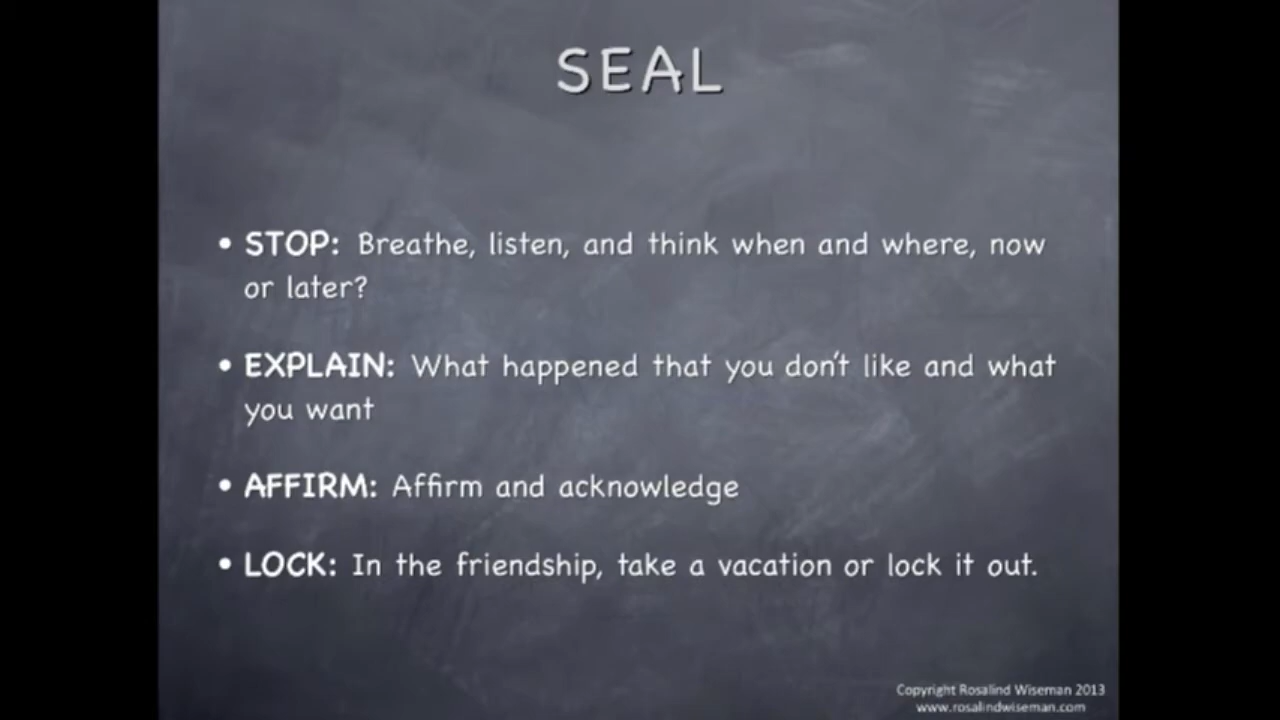 SEAL
• STOP: Breathe, listen, and think when and where, now
or later?
• EXPLAIN: What happened that you don't like and what
you want
• AFFIRM: Affirm and acknowledge
• LOCK: In the friendship, take a vacation or lock it out.
Copyright Rosalind Wiseman 2013
www.rosalindwiseman.com